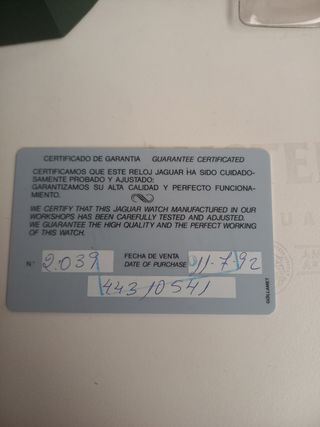 CERTIFICADO DE GARANTIA GUARANTEE CERTIFICATED
CERTIFICAMOS QUE ESTE RELOJ JAGUAR HA SIDO CUIDADO-
SAMENTE PROBADO Y AJUSTADO:
GARANTIZAMOS SU ALTA CALIDAD Y PERFECTO FUNCIONA-
MIENTO.
WE CERTIFY THAT THIS JAGUAR WATCH MANUFACTURED IN OUR
WORKSHOPS HAS BEEN CAREFULLY TESTED AND ADJUSTED.
WE GUARANTEE THE HIGH QUALITY AND THE PERFECT WORKING
OF THIS WATCH.
N.° 2.039 FECHA DE VENTA
DATE OF PURCHASE 11-7-92
443 10541